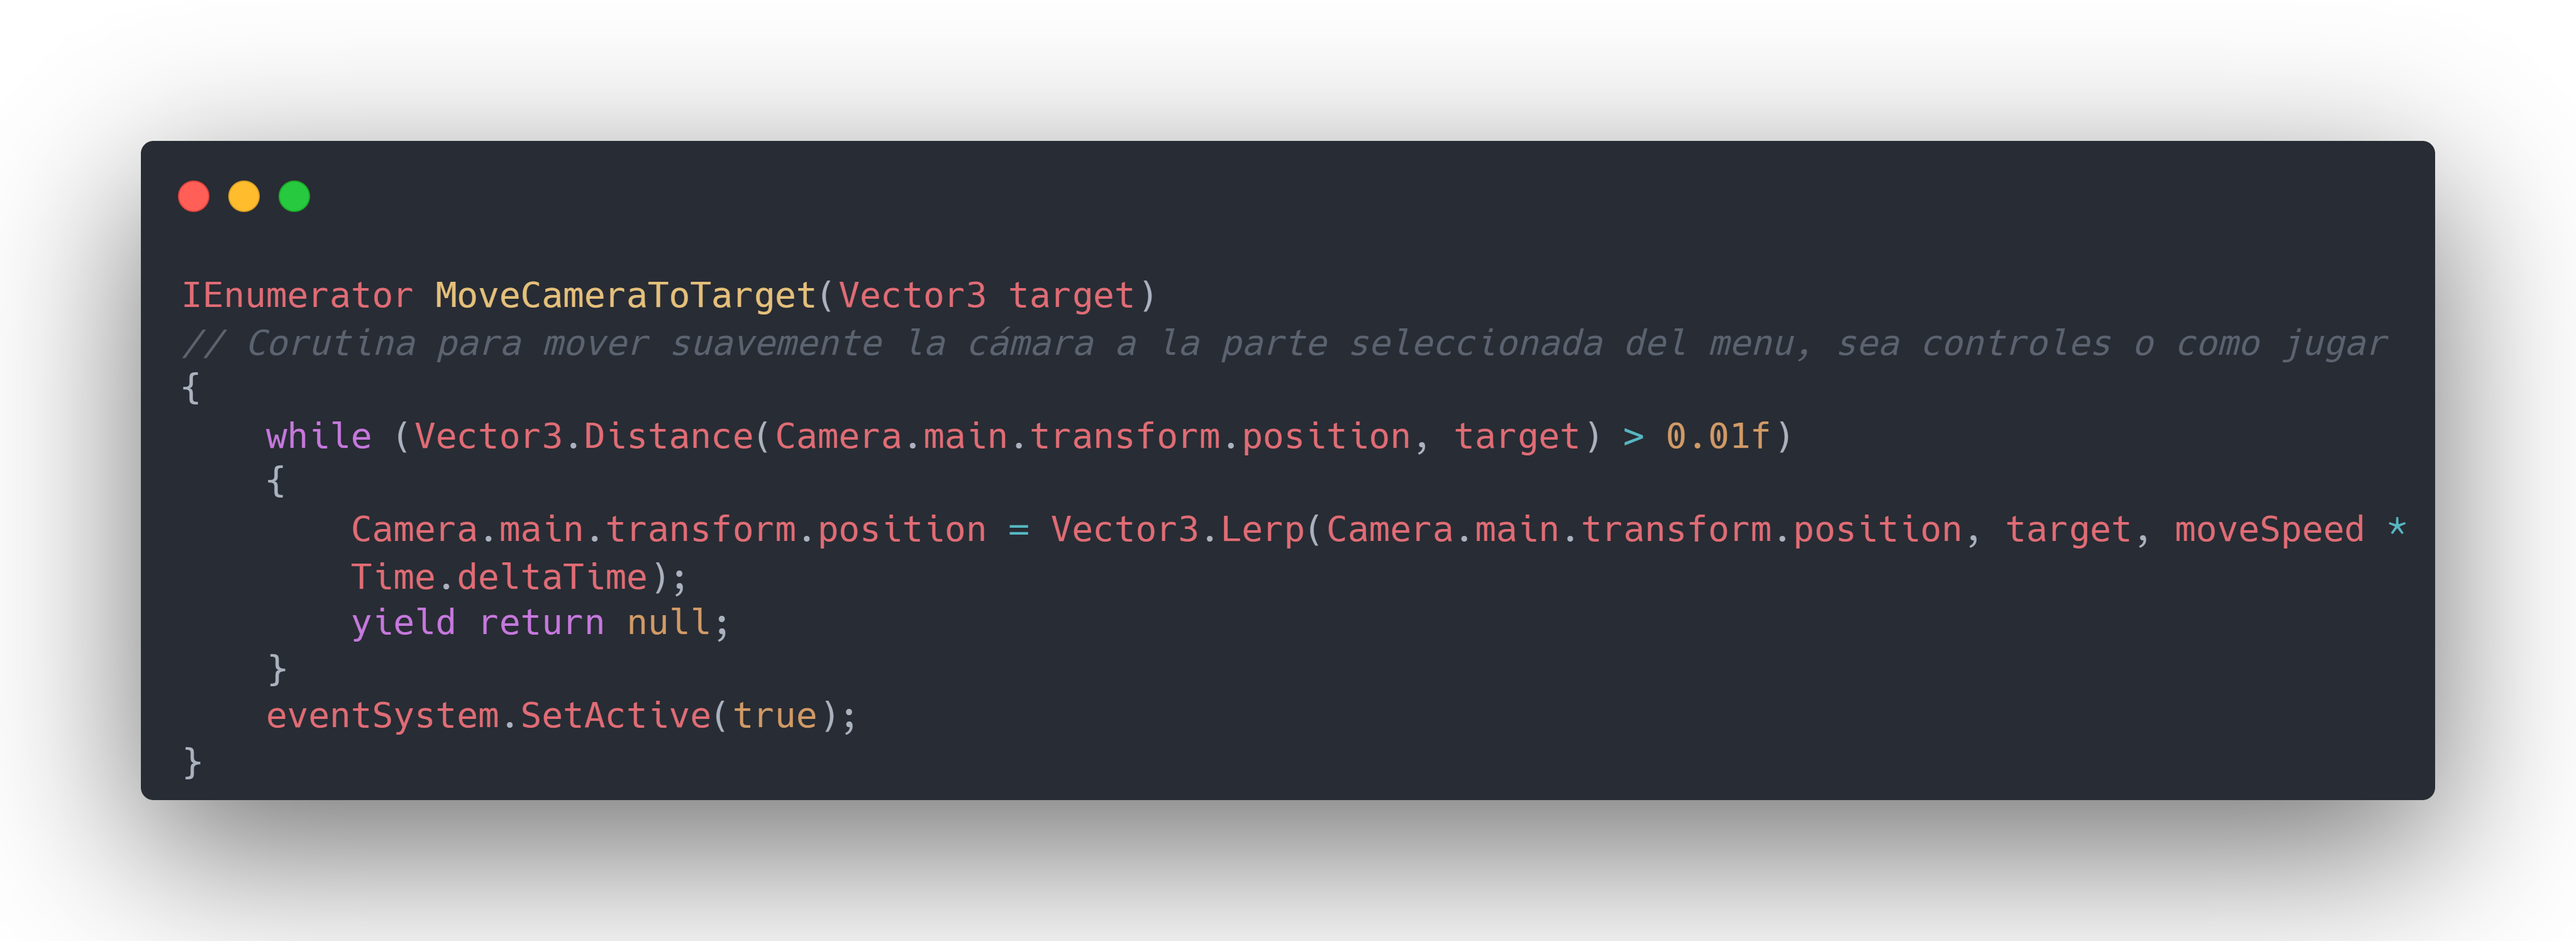 IEnumerator MoveCameraToTarget(Vector3 target)
// Corutina para mover suavemente la cámara a la parte seleccionada del menu, sea controles o como jugar
{
    while (Vector3.Distance(Camera.main.transform.position, target) > 0.01f)
    {
        Camera.main.transform.position = Vector3.Lerp(Camera.main.transform.position, target, moveSpeed *
        Time.deltaTime);
        yield return null;
    }
    eventSystem.SetActive(true);
}